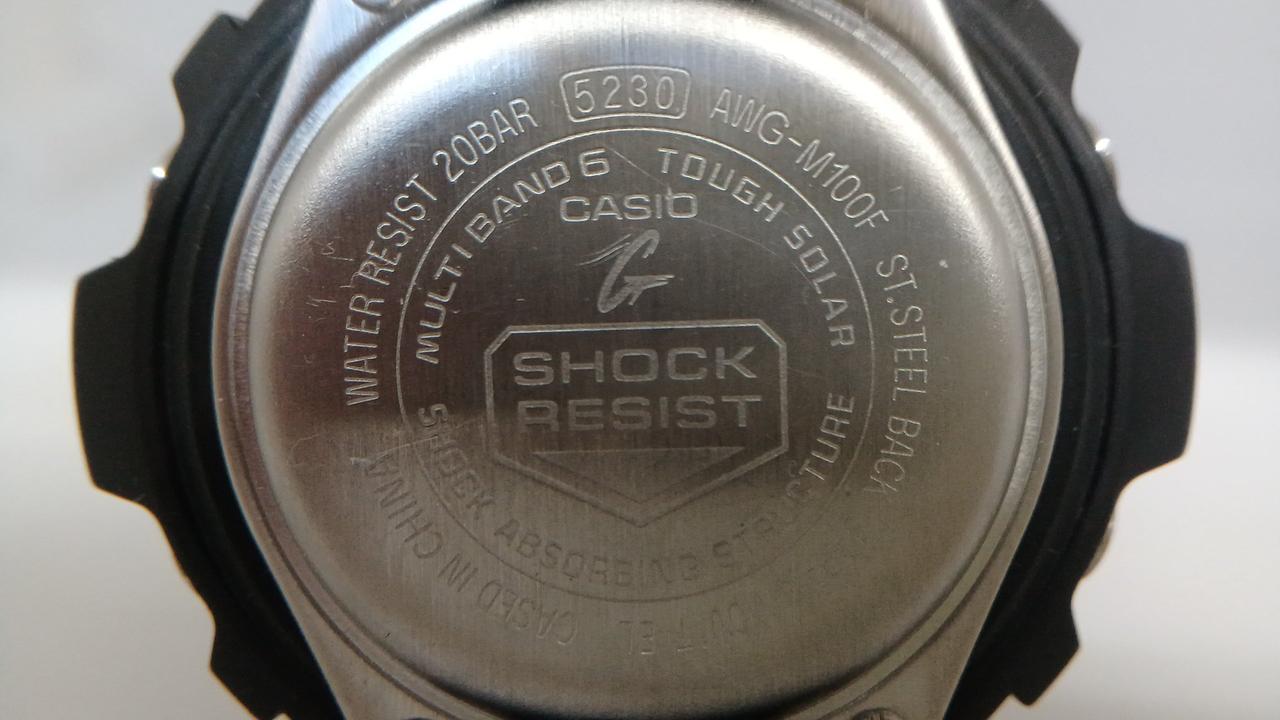 WATER RESIST 20BAR 5230 AWG-M100F ST.STEEL BACK
CASED IN CHINA
MULTI BAND 6 TOUGH SOLAR
CASIO
G
SHOCK
RESIST
SHOCK ABSORBING STRUCTURE